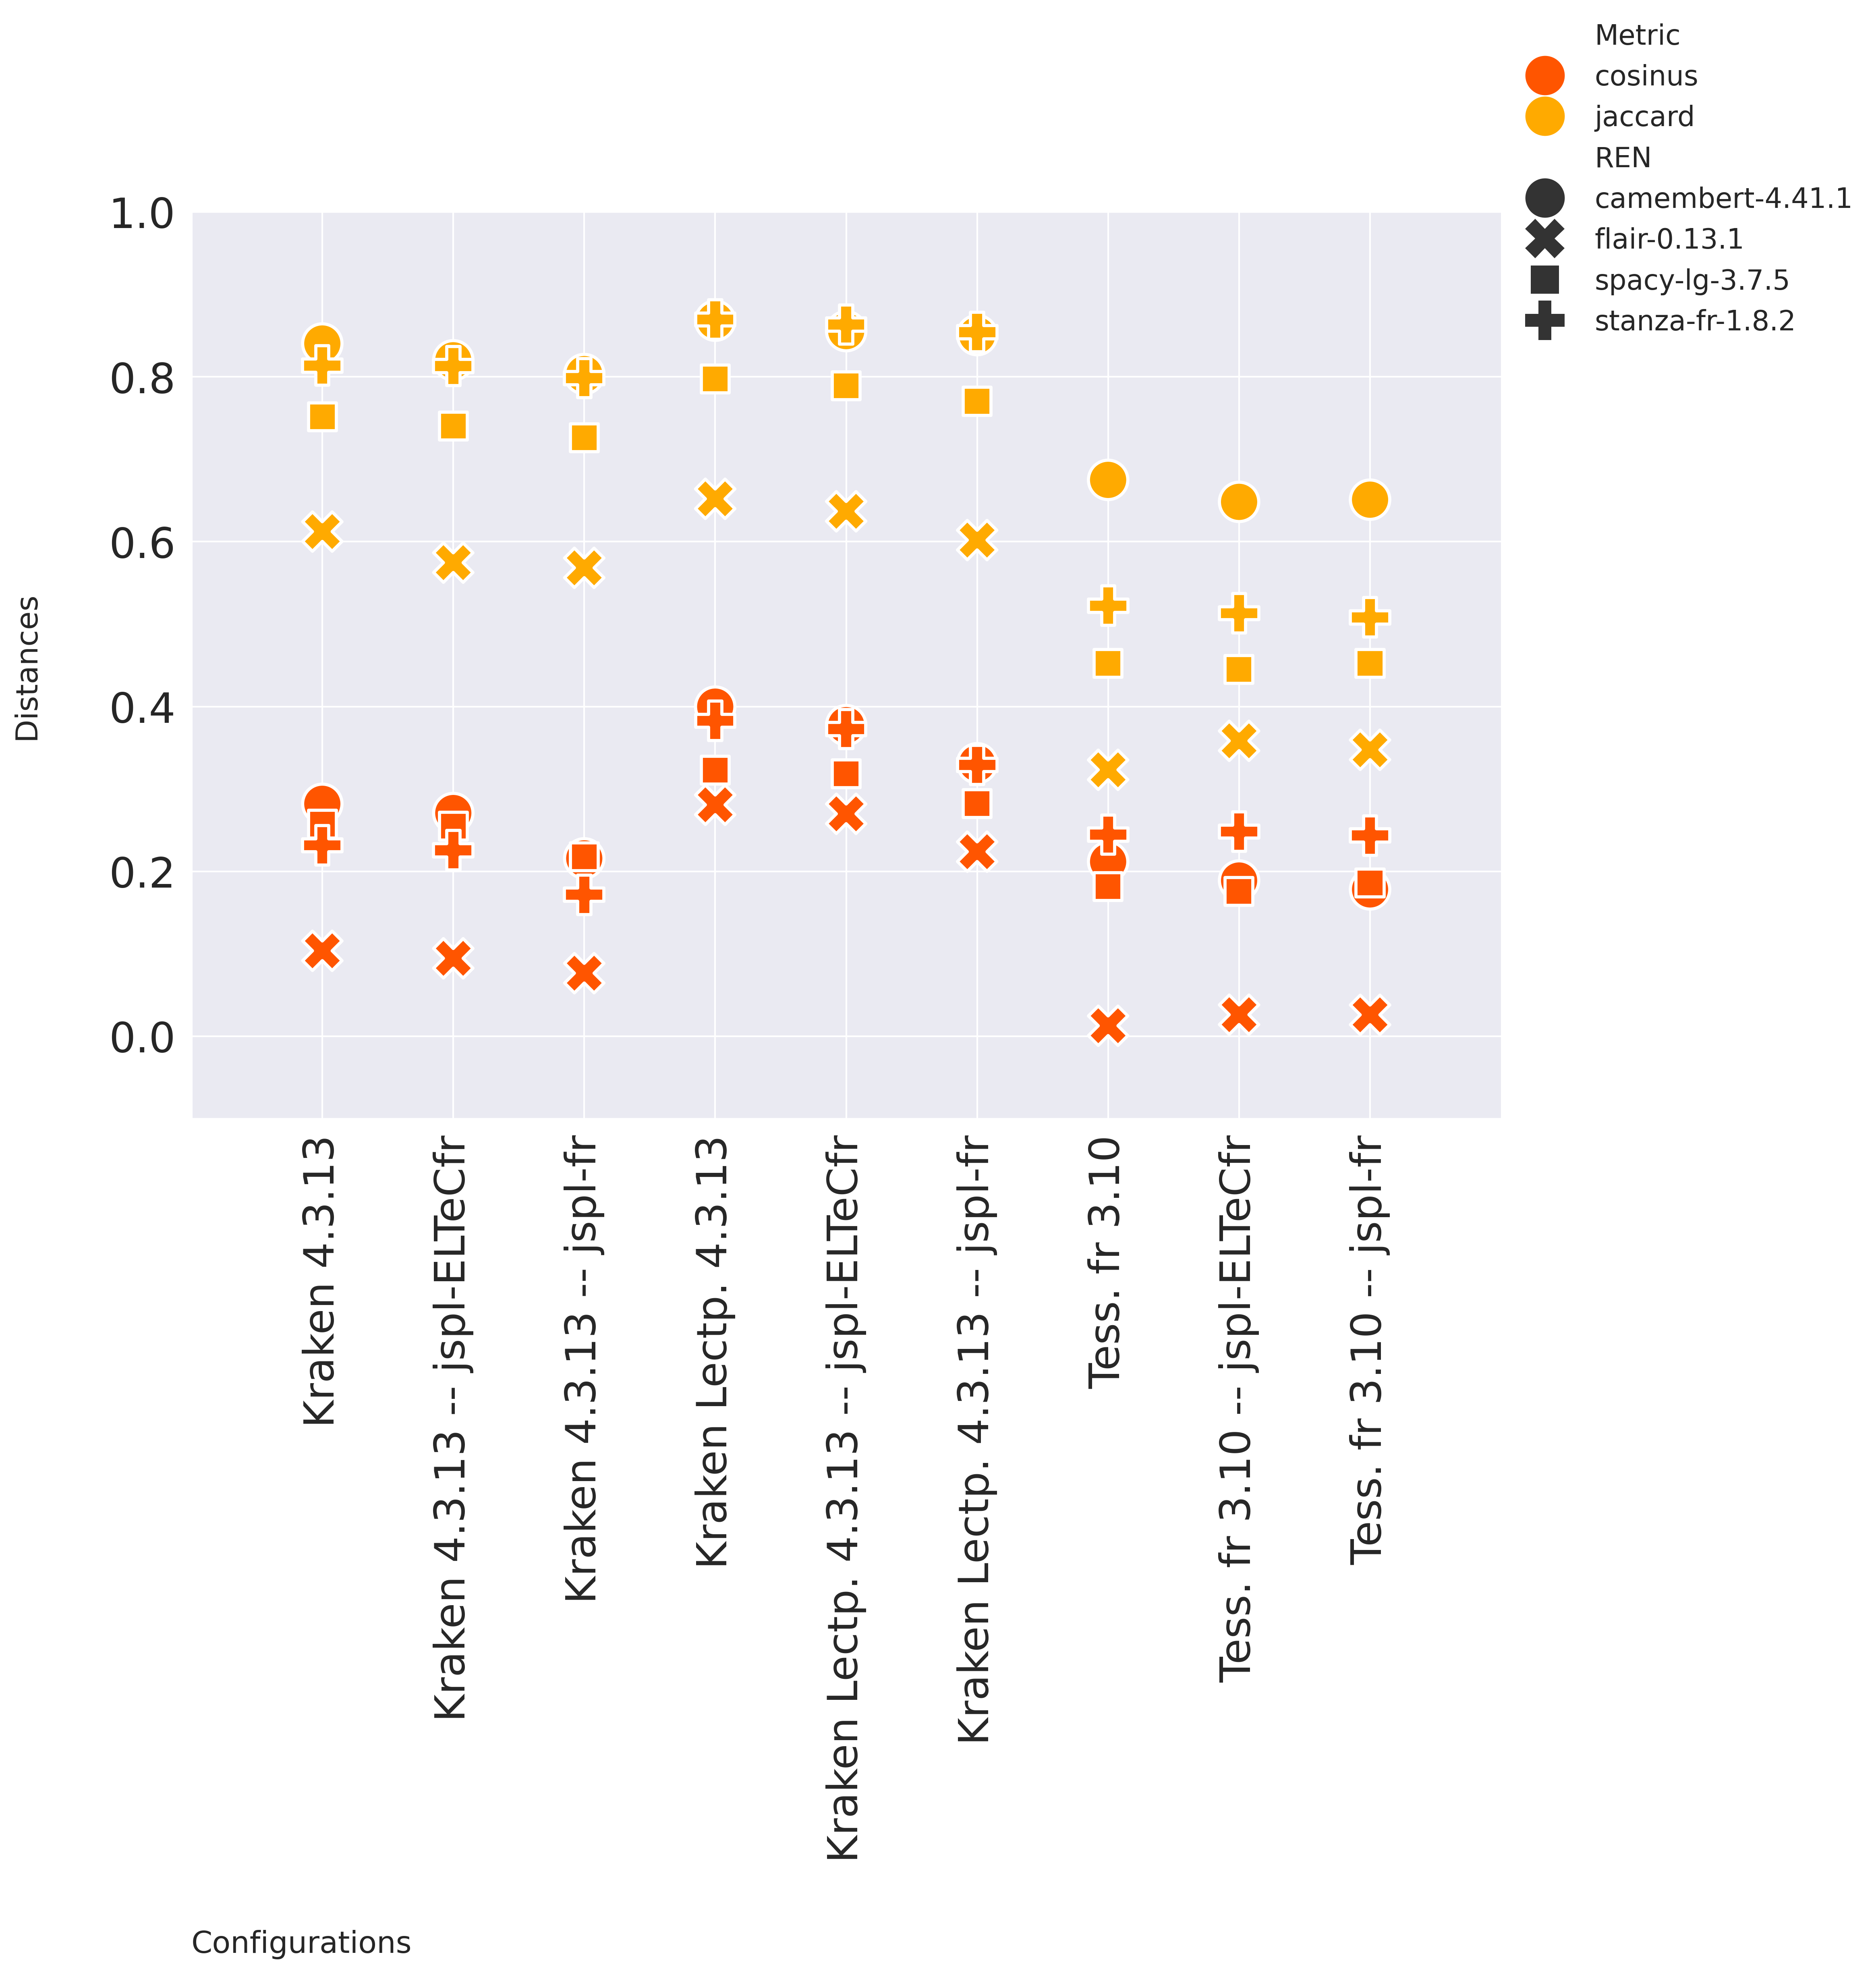 Metric
cosinus
jaccard
REN
camembert-4.41.1
flair-0.13.1
spacy-lg-3.7.5
stanza-fr-1.8.2
1.0
0.8
0.6
0.4
0.2
0.0
Distances
Kraken 4.3.13
Kraken 4.3.13 -- jspl-ELTeCfr
Kraken 4.3.13 -- jspl-fr
Kraken Lectp. 4.3.13
Kraken Lectp. 4.3.13 -- jspl-ELTeCfr
Kraken Lectp. 4.3.13 -- jspl-fr
Tess. fr 3.10
Tess. fr 3.10 -- jspl-ELTeCfr
Tess. fr 3.10 -- jspl-fr
Configurations